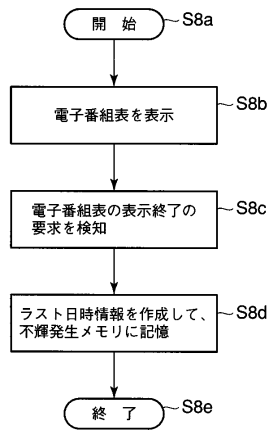 開 始
S8a
電子番組表を表示
S8b
電子番組表の表示終了の
要求を検知
S8c
ラスト日時情報を作成して、
不輝発生メモリに記憶
S8d
終 了
S8e